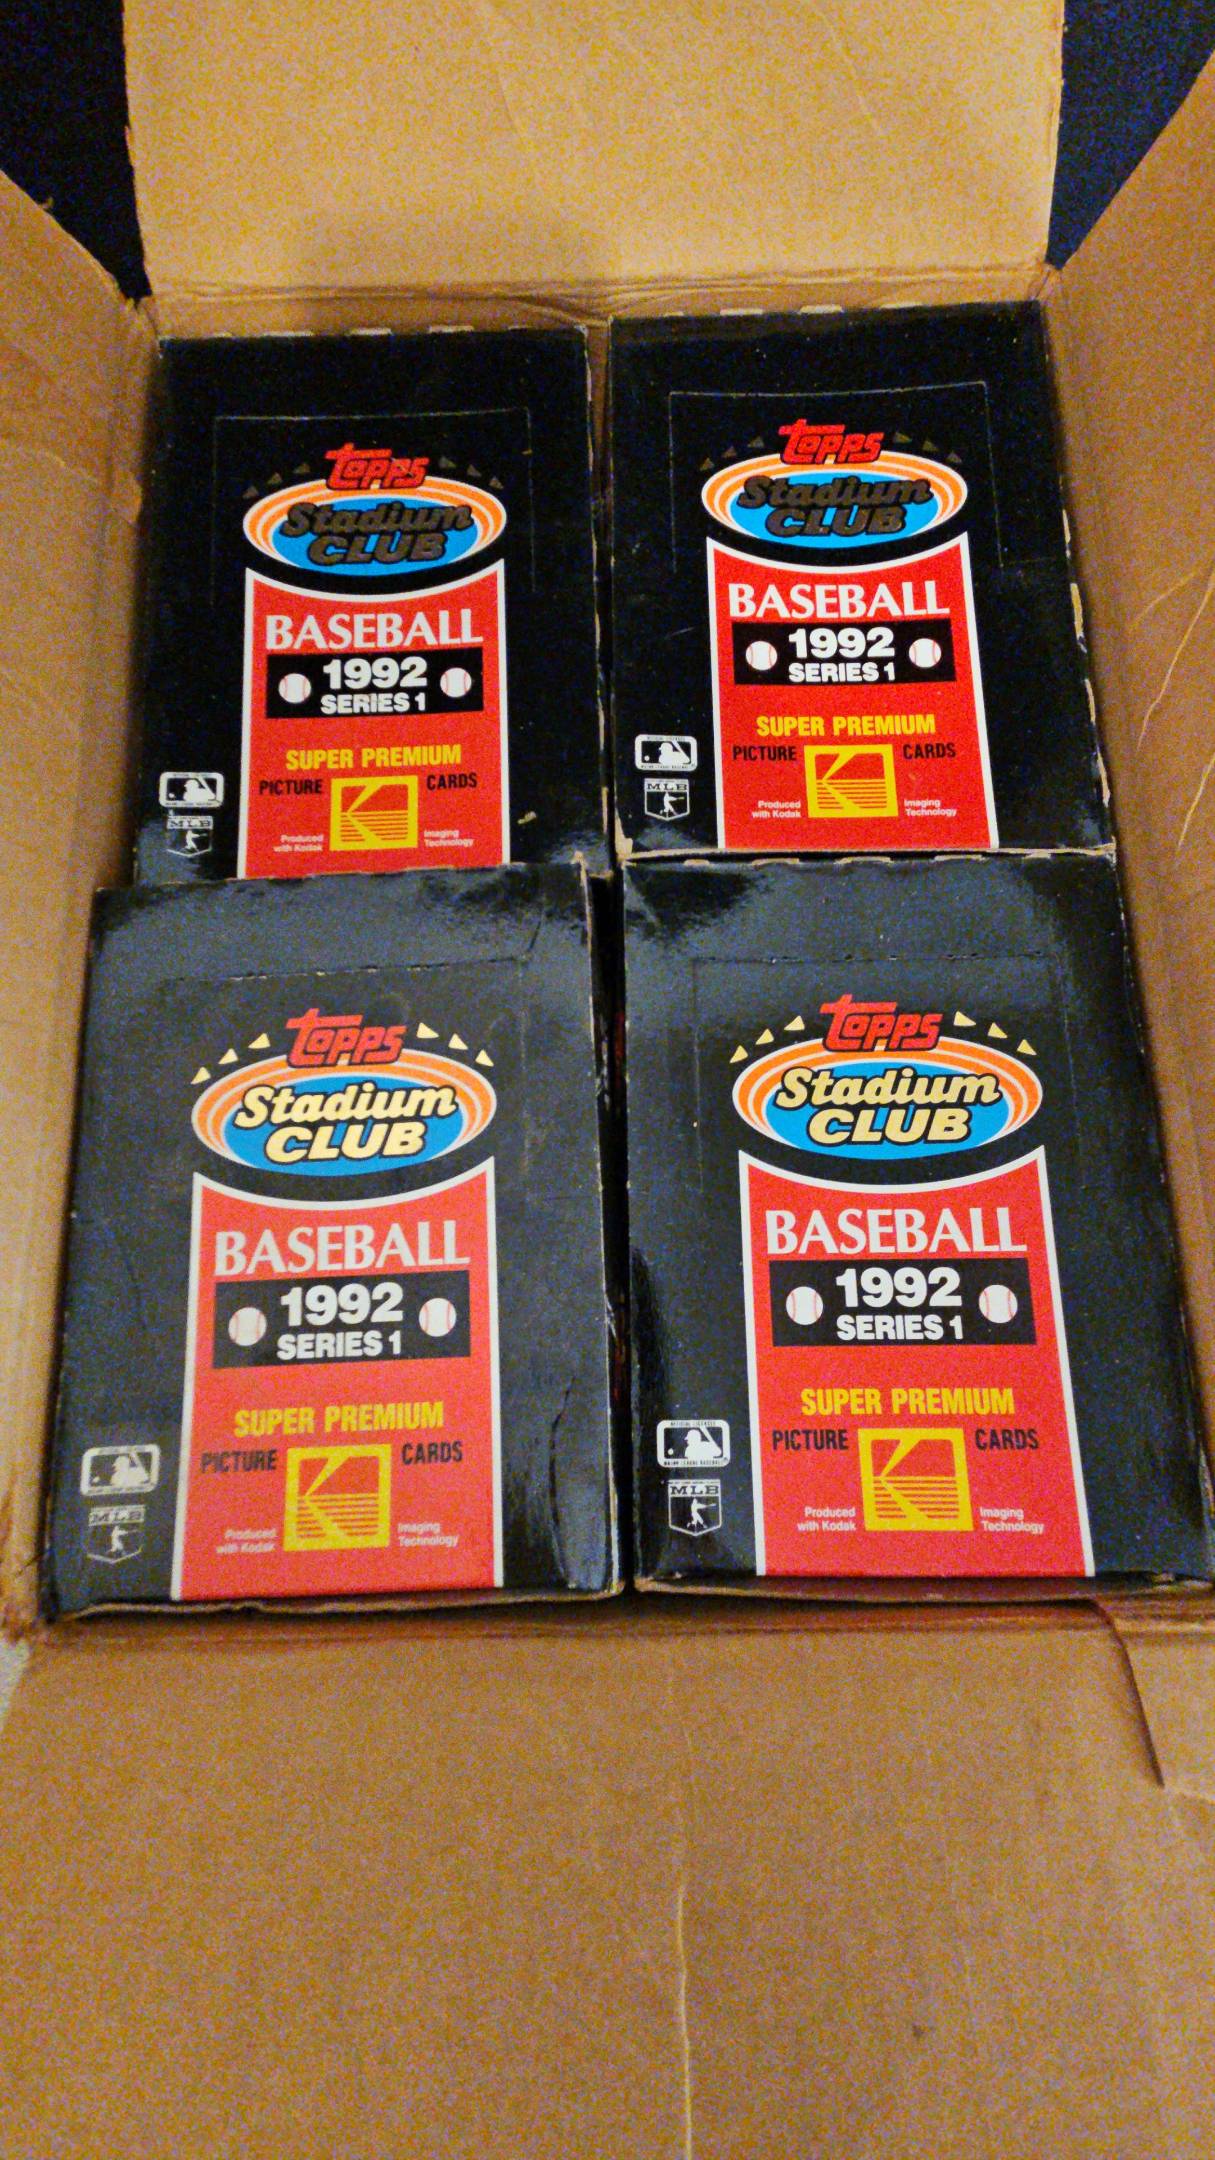 Topps
Stadium
CLUB
BASEBALL
1992
SERIES 1
SUPER PREMIUM
PICTURE CARDS
Produced
with Kodak
Imaging
Technology
MLB
Topps
Stadium
CLUB
BASEBALL
1992
SERIES 1
SUPER PREMIUM
PICTURE CARDS
Produced
with Kodak
Imaging
Technology
MLB
Topps
Stadium
CLUB
BASEBALL
1992
SERIES 1
SUPER PREMIUM
PICTURE CARDS
Produced
with Kodak
Imaging
Technology
MLB
Topps
Stadium
CLUB
BASEBALL
1992
SERIES 1
SUPER PREMIUM
PICTURE CARDS
Produced
with Kodak
Imaging
Technology
MLB